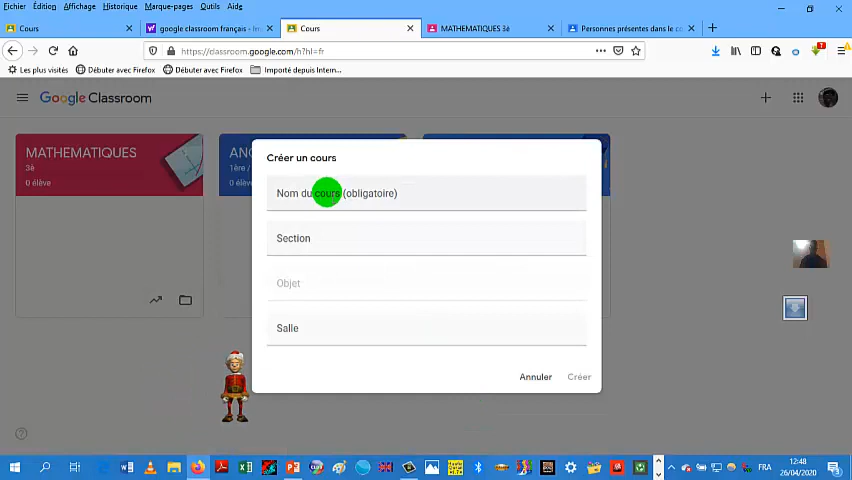 Fichier Édition Affichage Historique Marque-pages Outils Aide
Cours
google classroom français - fro
Cours
MATHEMATIQUES 3è
Personnes présentes dans le co
https://classroom.google.com/h?hl=fr
Les plus visités
Débuter avec Firefox
Débuter avec Firefox
Importé depuis Intern...
Google Classroom
MATHEMATIQUES
3è
0 élève
ANG
1ère /
0 élève
Créer un cours
Nom du cours (obligatoire)
Section
Objet
Salle
Annuler
Créer
FRA
12:48
26/04/2020